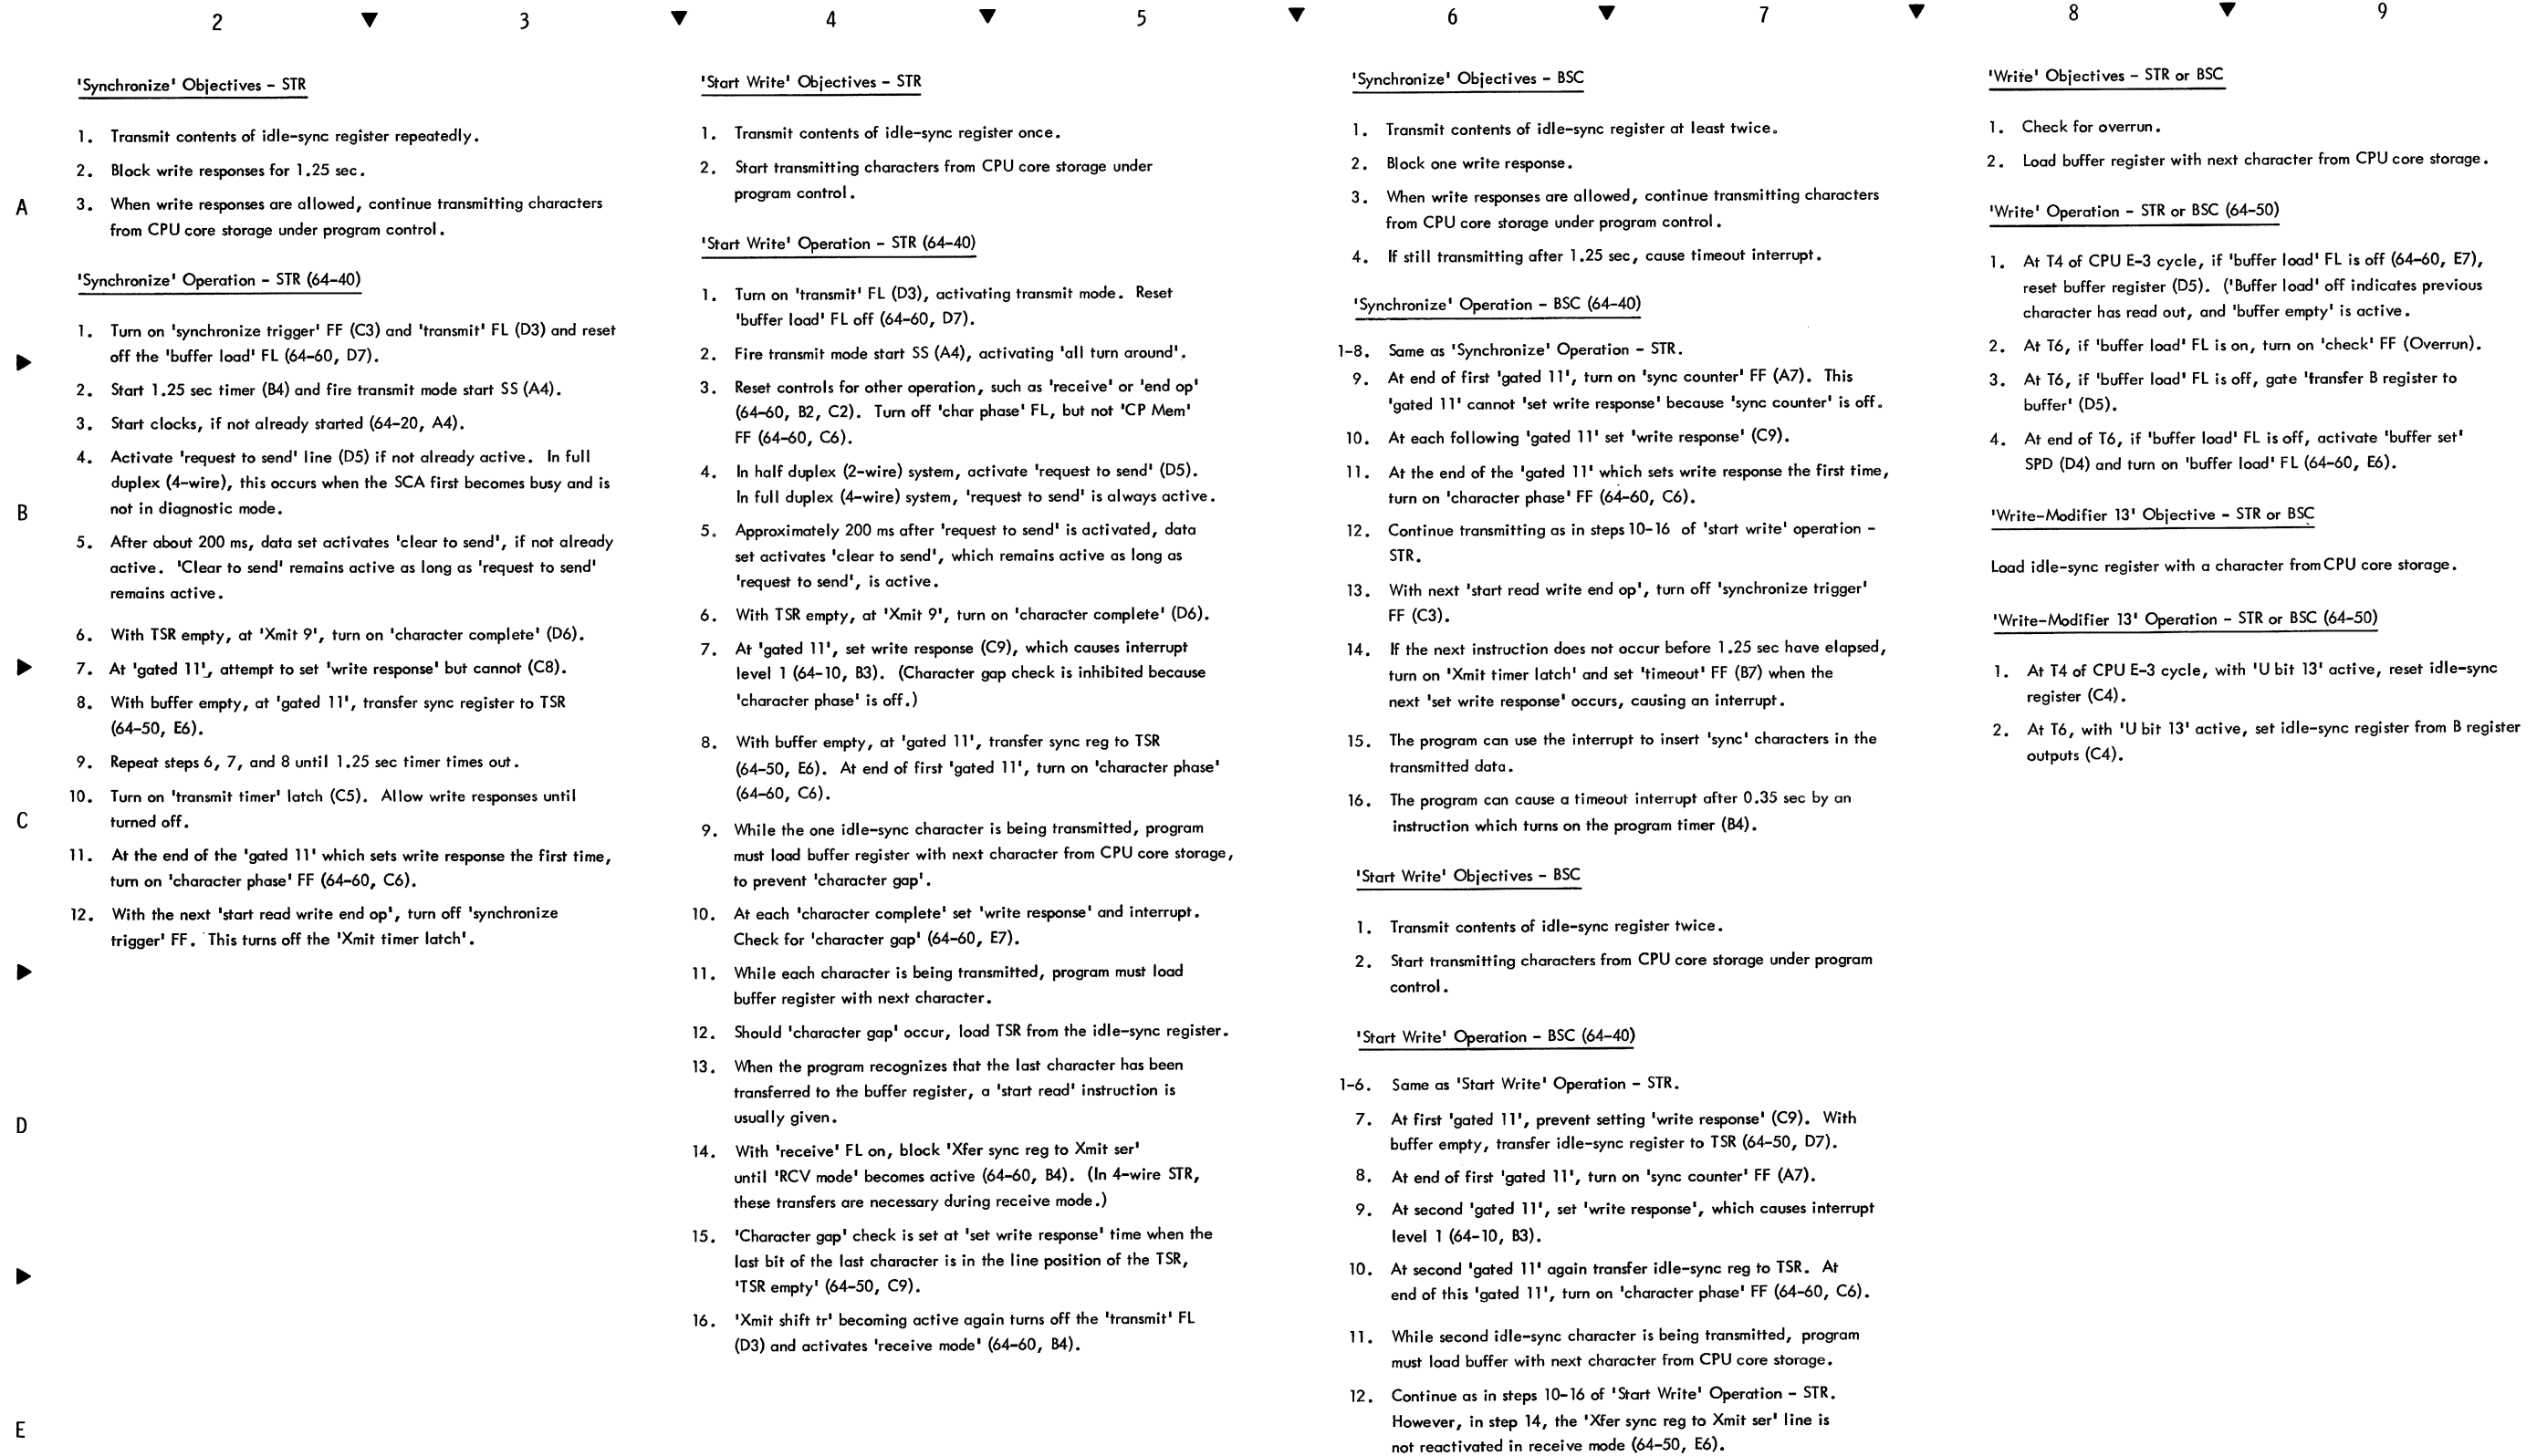 2 3 4 5 6 7 8 9
A
B
C
D
E
'Synchronize' Objectives - STR
1. Transmit contents of idle-sync register repeatedly.
2. Block write responses for 1.25 sec.
3. When write responses are allowed, continue transmitting characters
from CPU core storage under program control.
'Synchronize' Operation - STR (64-40)
1. Turn on 'synchronize trigger' FF (C3) and 'transmit' FL (D3) and reset
off the 'buffer load' FL (64-60, D7).
2. Start 1.25 sec timer (B4) and fire transmit mode start SS (A4).
3. Start clocks, if not already started (64-20, A4).
4. Activate 'request to send' line (D5) if not already active. In full
duplex (4-wire), this occurs when the SCA first becomes busy and is
not in diagnostic mode.
5. After about 200 ms, data set activates 'clear to send', if not already
active. 'Clear to send' remains active as long as 'request to send'
remains active.
6. With TSR empty, at 'Xmit 9', turn on 'character complete' (D6).
7. At 'gated 11', attempt to set 'write response' but cannot (C8).
8. With buffer empty, at 'gated 11', transfer sync register to TSR
(64-50, E6).
9. Repeat steps 6, 7, and 8 until 1.25 sec timer times out.
10. Turn on 'transmit timer' latch (C5). Allow write responses until
turned off.
11. At the end of the 'gated 11' which sets write response the first time,
turn on 'character phase' FF (64-60, C6).
12. With the next 'start read write end op', turn off 'synchronize
trigger' FF. This turns off the 'Xmit timer latch'.
'Start Write' Objectives - STR
1. Transmit contents of idle-sync register once.
2. Start transmitting characters from CPU core storage under
program control.
'Start Write' Operation - STR (64-40)
1. Turn on 'transmit' FL (D3), activating transmit mode. Reset
'buffer load' FL off (64-60, D7).
2. Fire transmit mode start SS (A4), activating 'all turn around'.
3. Reset controls for other operation, such as 'receive' or 'end op'
(64-60, B2, C2). Turn off 'char phase' FL, but not 'CP Mem'
FF (64-60, C6).
4. In half duplex (2-wire) system, activate 'request to send' (D5).
In full duplex (4-wire) system, 'request to send' is always active.
5. Approximately 200 ms after 'request to send' is activated, data
set activates 'clear to send', which remains active as long as
'request to send', is active.
6. With TSR empty, at 'Xmit 9', turn on 'character complete' (D6).
7. At 'gated 11', set write response (C9), which causes interrupt
level 1 (64-10, B3). (Character gap check is inhibited because
'character phase' is off.)
8. With buffer empty, at 'gated 11', transfer sync reg to TSR
(64-50, E6). At end of first 'gated 11', turn on 'character phase'
(64-60, C6).
9. While the one idle-sync character is being transmitted, program
must load buffer register with next character from CPU core storage,
to prevent 'character gap'.
10. At each 'character complete' set 'write response' and interrupt.
Check for 'character gap' (64-60, E7).
11. While each character is being transmitted, program must load
buffer register with next character.
12. Should 'character gap' occur, load TSR from the idle-sync register.
13. When the program recognizes that the last character has been
transferred to the buffer register, a 'start read' instruction is
usually given.
14. With 'receive' FL on, block 'Xfer sync reg to Xmit ser'
until 'RCV mode' becomes active (64-60, B4). (In 4-wire STR,
these transfers are necessary during receive mode.)
15. 'Character gap' check is set at 'set write response' time when the
last bit of the last character is in the line position of the TSR,
'TSR empty' (64-50, C9).
16. 'Xmit shift tr' becoming active again turns off the 'transmit' FL
(D3) and activates 'receive mode' (64-60, B4).
'Synchronize' Objectives - BSC
1. Transmit contents of idle-sync register at least twice.
2. Block one write response.
3. When write responses are allowed, continue transmitting characters
from CPU core storage under program control.
4. If still transmitting after 1.25 sec, cause timeout interrupt.
'Synchronize' Operation - BSC (64-40)
1-8. Same as 'Synchronize' Operation - STR.
9. At end of first 'gated 11', turn on 'sync counter' FF (A7). This
'gated 11' cannot 'set write response' because 'sync counter' is off.
10. At each following 'gated 11' set 'write response' (C9).
11. At the end of the 'gated 11' which sets write response the first time,
turn on 'character phase' FF (64-60, C6).
12. Continue transmitting as in steps 10-16 of 'start write' operation -
STR.
13. With next 'start read write end op', turn off 'synchronize trigger'
FF (C3).
14. If the next instruction does not occur before 1.25 sec have elapsed,
turn on 'Xmit timer latch' and set 'timeout' FF (B7) when the
next 'set write response' occurs, causing an interrupt.
15. The program can use the interrupt to insert 'sync' characters in the
transmitted data.
16. The program can cause a timeout interrupt after 0.35 sec by an
instruction which turns on the program timer (B4).
'Start Write' Objectives - BSC
1. Transmit contents of idle-sync register twice.
2. Start transmitting characters from CPU core storage under program
control.
'Start Write' Operation - BSC (64-40)
1-6. Same as 'Start Write' Operation - STR.
7. At first 'gated 11', prevent setting 'write response' (C9). With
buffer empty, transfer idle-sync register to TSR (64-50, D7).
8. At end of first 'gated 11', turn on 'sync counter' FF (A7).
9. At second 'gated 11', set 'write response', which causes interrupt
level 1 (64-10, B3).
10. At second 'gated 11' again transfer idle-sync reg to TSR. At
end of this 'gated 11', turn on 'character phase' FF (64-60, C6).
11. While second idle-sync character is being transmitted, program
must load buffer with next character from CPU core storage.
12. Continue as in steps 10-16 of 'Start Write' Operation - STR.
However, in step 14, the 'Xfer sync reg to Xmit ser' line is
not reactivated in receive mode (64-50, E6).
'Write' Objectives - STR or BSC
1. Check for overrun.
2. Load buffer register with next character from CPU core storage.
'Write' Operation - STR or BSC (64-50)
1. At T4 of CPU E-3 cycle, if 'buffer load' FL is off (64-60, E7),
reset buffer register (D5). ('Buffer load' off indicates previous
character has read out, and 'buffer empty' is active.
2. At T6, if 'buffer load' FL is on, turn on 'check' FF (Overrun).
3. At T6, if 'buffer load' FL is off, gate 'transfer B register to
buffer' (D5).
4. At end of T6, if 'buffer load' FL is off, activate 'buffer set'
SPD (D4) and turn on 'buffer load' FL (64-60, E6).
'Write-Modifier 13' Objective - STR or BSC
Load idle-sync register with a character from CPU core storage.
'Write-Modifier 13' Operation - STR or BSC (64-50)
1. At T4 of CPU E-3 cycle, with 'U bit 13' active, reset idle-sync
register (C4).
2. At T6, with 'U bit 13' active, set idle-sync register from B register
outputs (C4).